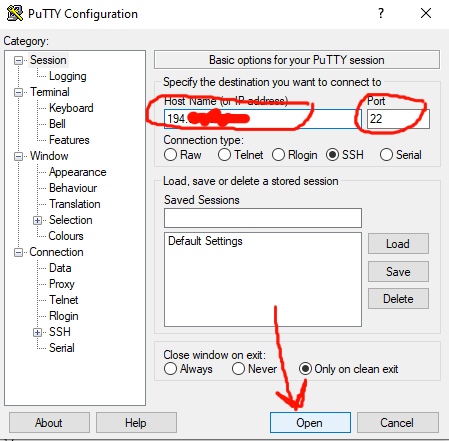 PuTTY Configuration
Category:
Session
Logging
Terminal
Keyboard
Bell
Features
Window
Appearance
Behaviour
Translation
Selection
Colours
Connection
Data
Proxy
Telnet
Rlogin
SSH
Serial
Basic options for your PuTTY session
Specify the destination you want to connect to
Host Name (or IP address) Port
194. 22
Connection type:
Raw Telnet Rlogin SSH Serial
Load, save or delete a stored session
Saved Sessions
Default Settings
Load
Save
Delete
Close window on exit:
Always Never Only on clean exit
About Help Open Cancel